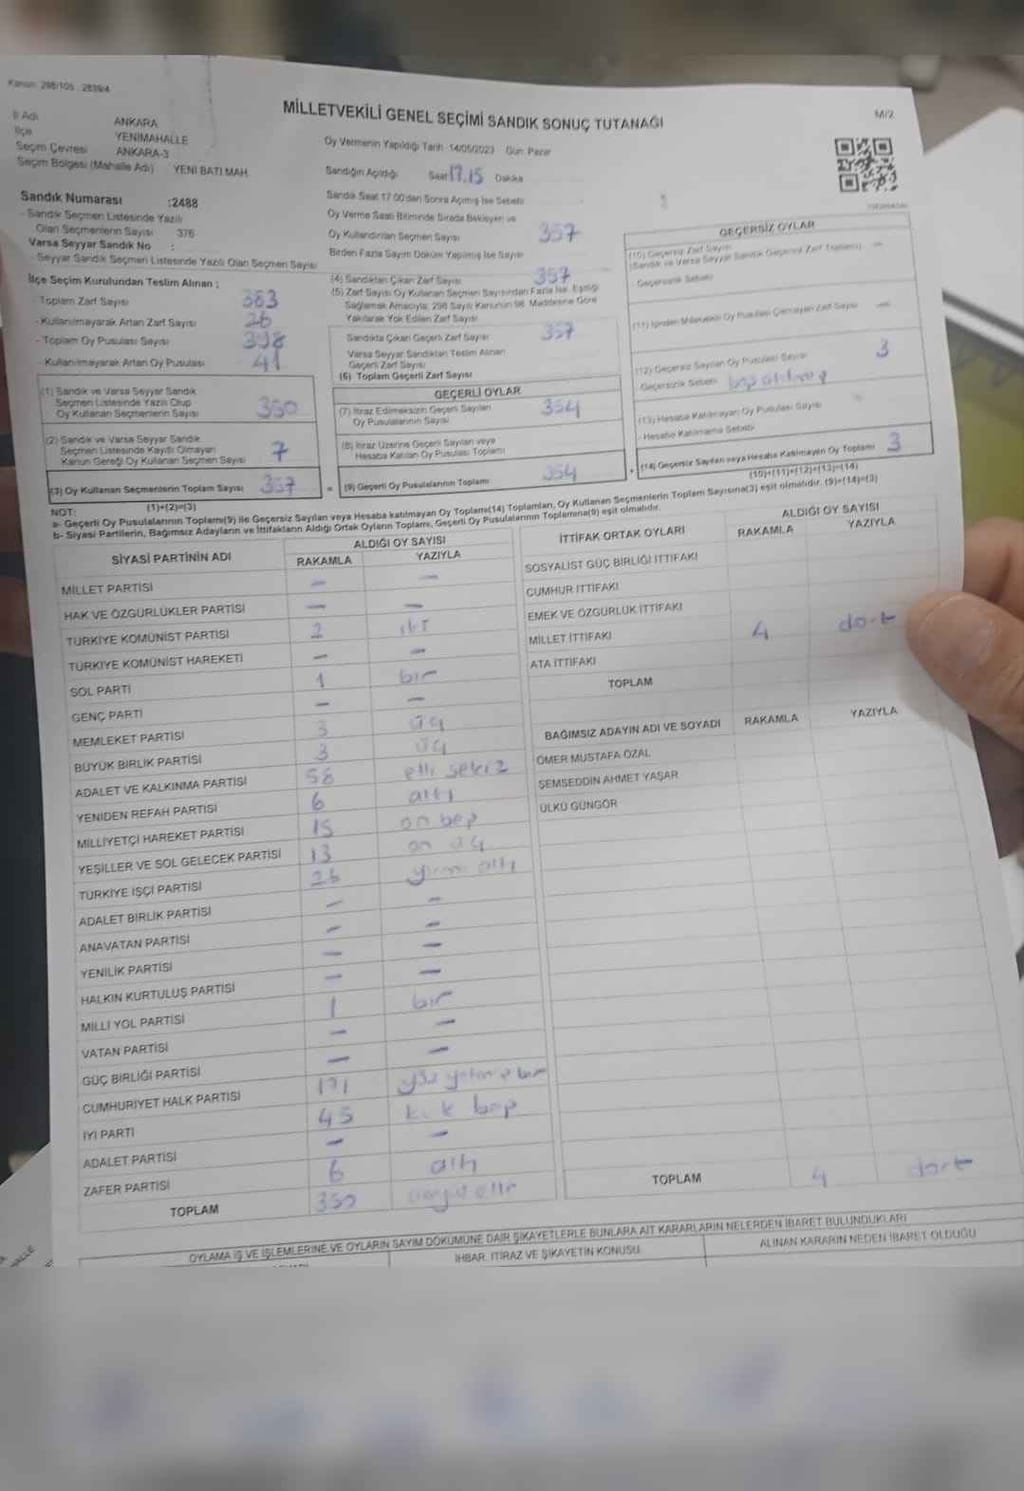 Kanun: 298/105 : 2839/4
MİLLETVEKİLİ GENEL SEÇİMİ SANDIK SONUÇ TUTANAĞI
M/2
İl Adı ANKARA
İlçe YENİMAHALLE
Seçim Çevresi ANKARA-3
Seçim Bölgesi (Mahalle Adı) YENİ BATI MAH.
Oy Vermenin Yapıldığı Tarih :14/05/2023 Gün: Pazar
Sandığın Açıldığı Saat 17.15 Dakika
Sandık Saat 17.00'den Sonra Açılmış İse Sebebi
Sandık Numarası :2488
- Sandık Seçmen Listesinde Yazılı
Olan Seçmenlerin Sayısı 376
Varsa Seyyar Sandık No :
- Seyyar Sandık Seçmen Listesinde Yazılı Olan Seçmen Sayısı
Oy Verme Saati Bitiminde Sırada Bekleyen ve
Oy Kullandırılan Seçmen Sayısı 357
Birden Fazla Sayım Döküm Yapılmış İse Sayısı
İlçe Seçim Kurulundan Teslim Alınan ;
- Toplam Zarf Sayısı 383
- Kullanılmayarak Artan Zarf Sayısı 26
- Toplam Oy Pusulası Sayısı 398
- Kullanılmayarak Artan Oy Pusulası 41
(1) Sandık ve Varsa Seyyar Sandık
Seçmen Listesinde Yazılı Olup
Oy Kullanan Seçmenlerin Sayısı 350
(2) Sandık ve Varsa Seyyar Sandık
Seçmen Listesinde Kayıtlı Olmayan
Kanun Gereği Oy Kullanan Seçmen Sayısı 7
(3) Oy Kullanan Seçmenlerin Toplam Sayısı 357
(1)+(2)=(3)
(4) Sandıktan Çıkan Zarf Sayısı 357
(5) Zarf Sayısı Oy Kullanan Seçmen Sayısından Fazla İse, Eşitliği
Sağlamak Amacıyla, 298 Sayılı Kanunun 98. Maddesine Göre
Yakılarak Yok Edilen Zarf Sayısı
Sandıkta Çıkan Geçerli Zarf Sayısı 357
Varsa Seyyar Sandıktan Teslim Alınan
Geçerli Zarf Sayısı
(6) Toplam Geçerli Zarf Sayısı
GEÇERLİ OYLAR
(7) İtiraz Edilmeksizin Geçerli Sayılan
Oy Pusulalarının Sayısı 354
(8) İtiraz Üzerine Geçerli Sayılan veya
Hesaba Katılan Oy Pusulası Toplamı
= (9) Geçerli Oy Pusulalarının Toplamı 354
GEÇERSİZ OYLAR
(10) Geçersiz Zarf Sayısı -
(Sandık ve Varsa Seyyar Sandık Geçersiz Zarf Toplamı)
- Geçersizlik Sebebi
(11) İçinden Milletvekili Oy Pusulası Çıkmayan Zarf Sayısı -
(12) Geçersiz Sayılan Oy Pusulası Sayısı 3
- Geçersizlik Sebebi
(13) Hesaba Katılmayan Oy Pusulası Sayısı
- Hesaba Katılmama Sebebi
+ (14) Geçersiz Sayılan veya Hesaba Katılmayan Oy Toplamı 3
(10)+(11)+(12)+(13)=(14)
NOT:
a- Geçerli Oy Pusulalarının Toplamı(9) ile Geçersiz Sayılan veya Hesaba katılmayan Oy Toplamı(14) Toplamları, Oy Kullanan Seçmenlerin Toplam Sayısına(3) eşit olmalıdır. (9)+(14)=(3)
b- Siyasi Partilerin, Bağımsız Adayların ve İttifakların Aldığı Ortak Oyların Toplamı, Geçerli Oy Pusulalarının Toplamına(9) eşit olmalıdır.
SİYASİ PARTİNİN ADI ALDIĞI OY SAYISI
RAKAMLA YAZIYLA
MİLLET PARTİSİ - -
HAK VE ÖZGÜRLÜKLER PARTİSİ - -
TÜRKİYE KOMÜNİST PARTİSİ 2 iki
TÜRKİYE KOMÜNİST HAREKETİ - -
SOL PARTİ 1 bir
GENÇ PARTİ - -
MEMLEKET PARTİSİ 3 üç
BÜYÜK BİRLİK PARTİSİ 3 üç
ADALET VE KALKINMA PARTİSİ 58 elli sekiz
YENİDEN REFAH PARTİSİ 6 altı
MİLLİYETÇİ HAREKET PARTİSİ 15 on beş
YEŞİLLER VE SOL GELECEK PARTİSİ 13 on üç
TÜRKİYE İŞÇİ PARTİSİ 26 yirmi altı
ADALET BİRLİK PARTİSİ - -
ANAVATAN PARTİSİ - -
YENİLİK PARTİSİ - -
HALKIN KURTULUŞ PARTİSİ - -
MİLLİ YOL PARTİSİ 1 bir
VATAN PARTİSİ - -
GÜÇ BİRLİĞİ PARTİSİ - -
CUMHURİYET HALK PARTİSİ 171 yüz yetmiş bir
İYİ PARTİ 45 kırk beş
ADALET PARTİSİ - -
ZAFER PARTİSİ 6 altı
TOPLAM 350 üçyüz elli
İTTİFAK ORTAK OYLARI ALDIĞI OY SAYISI
RAKAMLA YAZIYLA
SOSYALİST GÜÇ BİRLİĞİ İTTİFAKI
CUMHUR İTTİFAKI
EMEK VE ÖZGÜRLÜK İTTİFAKI
MİLLET İTTİFAKI 4 dört
ATA İTTİFAKI
TOPLAM
BAĞIMSIZ ADAYIN ADI VE SOYADI RAKAMLA YAZIYLA
ÖMER MUSTAFA ÖZAL
ŞEMSEDDİN AHMET YAŞAR
ÜLKÜ GÜNGÖR
TOPLAM 4 dört
OYLAMA İŞ VE İŞLEMLERİNE VE OYLARIN SAYIM DÖKÜMÜNE DAİR ŞİKAYETLERLE BUNLARA AİT KARARLARIN NELERDEN İBARET BULUNDUKLARI
İHBAR, İTİRAZ VE ŞİKAYETİN KONUSU
ALINAN KARARIN NEDEN İBARET OLDUĞU